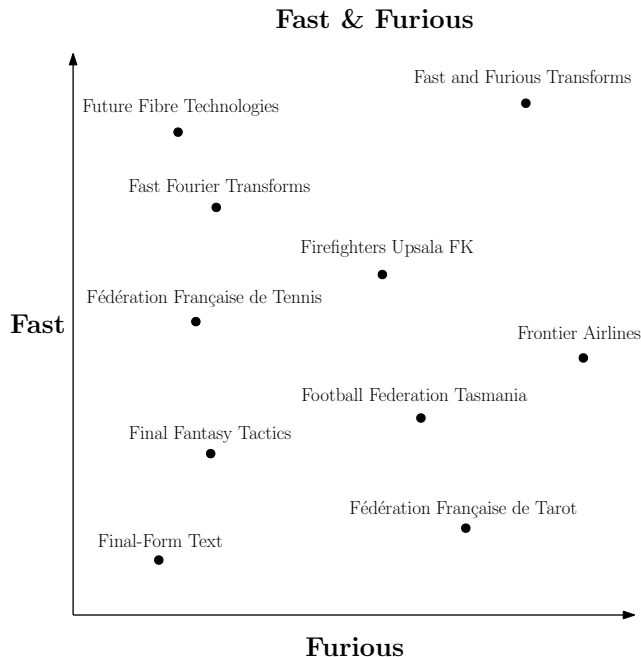 Fast & Furious
Fast and Furious Transforms
Future Fibre Technologies
Fast Fourier Transforms
Firefighters Upsala FK
Fédération Française de Tennis
Fast
Frontier Airlines
Football Federation Tasmania
Final Fantasy Tactics
Fédération Française de Tarot
Final-Form Text
Furious